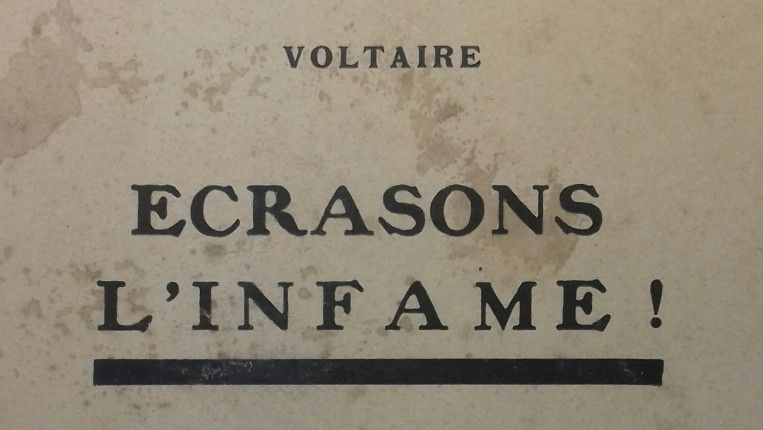 VOLTAIRE
ECRASONS
L'INFAME !